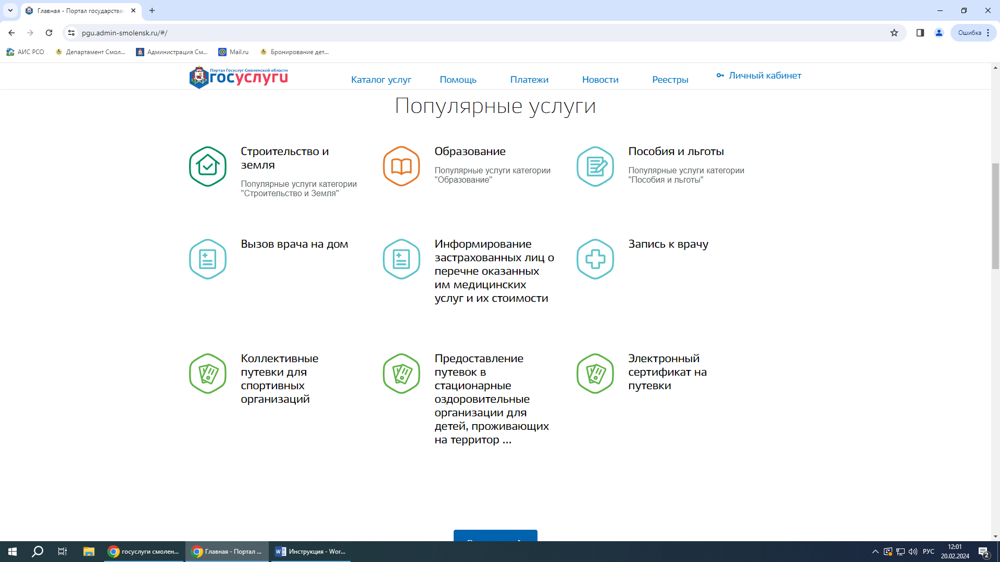 Главная - Портал государстве
pgu.admin-smolensk.ru/#/
Ошибка
АИС РСО
Департамент Смол...
Администрация См...
Mail.ru
Бронирование дет...
Портал Госуслуг Смоленской области
госуслуги
Каталог услуг
Помощь
Платежи
Новости
Реестры
Личный кабинет
Популярные услуги
Строительство и
земля
Популярные услуги категории
"Строительство и Земля"
Образование
Популярные услуги категории
"Образование"
Пособия и льготы
Популярные услуги категории
"Пособия и льготы"
Вызов врача на дом
Информирование
застрахованных лиц о
перечне оказанных
им медицинских
услуг и их стоимости
Запись к врачу
Коллективные
путевки для
спортивных
организаций
Предоставление
путевок в
стационарные
оздоровительные
организации для
детей, проживающих
на территор ...
Электронный
сертификат на
путевки
госуслуги смолен...
Главная - Портал ...
Инструкция - Wor...
РУС
12:01
20.02.2024
2